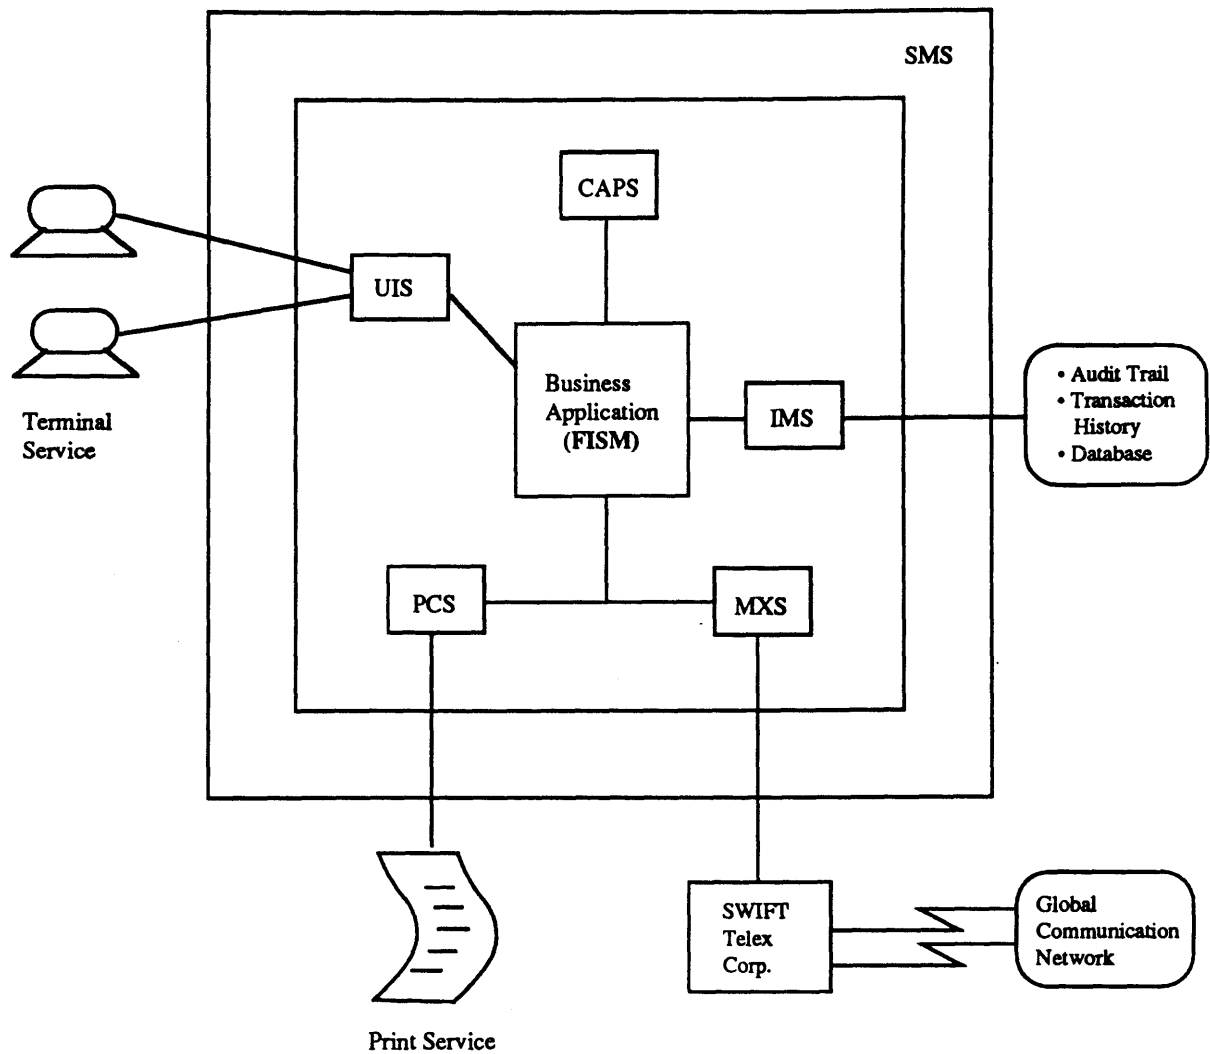 SMS
CAPS
UIS
Business
Application
(FISM)
IMS
• Audit Trail
• Transaction
History
• Database
Terminal
Service
PCS
MXS
SWIFT
Telex
Corp.
Global
Communication
Network
Print Service